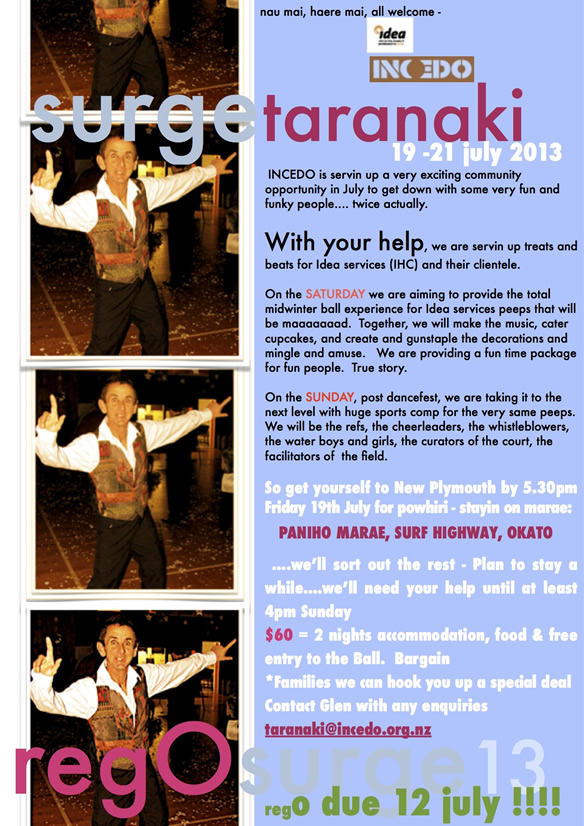 nau mai, haere mai, all welcome -
idea
INCEDO
surgetaranaki
19 -21 july 2013
INCEDO is servin up a very exciting community
opportunity in July to get down with some very fun and
funky people.... twice actually.
With your help, we are servin up treats and
beats for Idea services (IHC) and their clientele.
On the SATURDAY we are aiming to provide the total
midwinter ball experience for Idea services peeps that will
be maaaaaaad.  Together, we will make the music, cater
cupcakes, and create and gunstaple the decorations and
mingle and amuse.   We are providing a fun time package
for fun people.  True story.
On the SUNDAY, post dancefest, we are taking it to the
next level with huge sports comp for the very same peeps.
We will be the refs, the cheerleaders, the whistleblowers,
the water boys and girls, the curators of the court, the
facilitators of  the field.
So get yourself to New Plymouth by 5.30pm
Friday 19th July for powhiri - stayin on marae:
PANIHO MARAE, SURF HIGHWAY, OKATO
....we'll sort out the rest - Plan to stay a
while....we'll need your help until at least
4pm Sunday
$60 = 2 nights accommodation, food & free
entry to the Ball.  Bargain
*Families we can hook you up a special deal
Contact Glen with any enquiries
taranaki@incedo.org.nz
regOsurge13
rego due 12 july !!!!